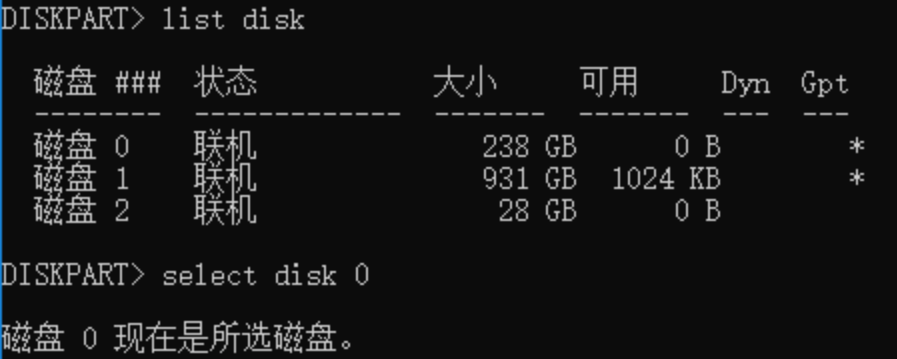 DISKPART> list disk
磁盘 ### 状态 大小 可用 Dyn Gpt
-------- ------------- ------- ------- --- ---
磁盘 0 联机 238 GB 0 B *
磁盘 1 联机 931 GB 1024 KB *
磁盘 2 联机 28 GB 0 B
DISKPART> select disk 0
磁盘 0 现在是所选磁盘。